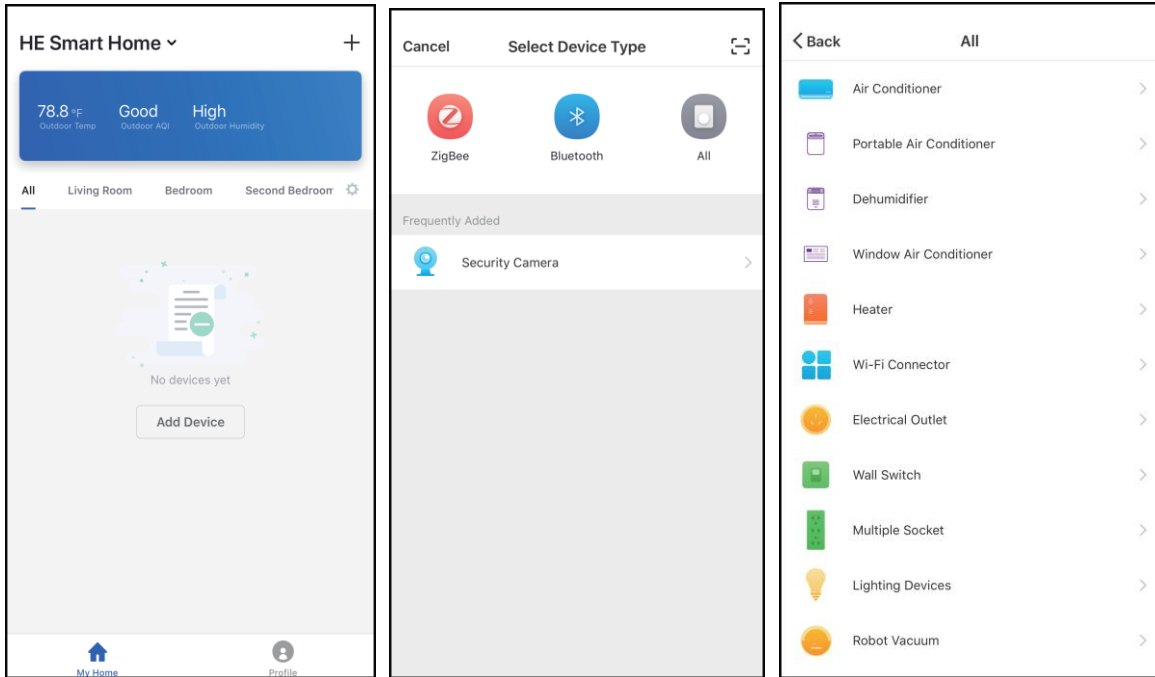 HE Smart Home
78.8 °F Good High
Outdoor Temp Outdoor AQI Outdoor Humidity
All Living Room Bedroom Second Bedroom
No devices yet
Add Device
My Home Profile
Cancel Select Device Type
ZigBee Bluetooth All
Frequently Added
Security Camera
Back All
Air Conditioner
Portable Air Conditioner
Dehumidifier
Window Air Conditioner
Heater
Wi-Fi Connector
Electrical Outlet
Wall Switch
Multiple Socket
Lighting Devices
Robot Vacuum